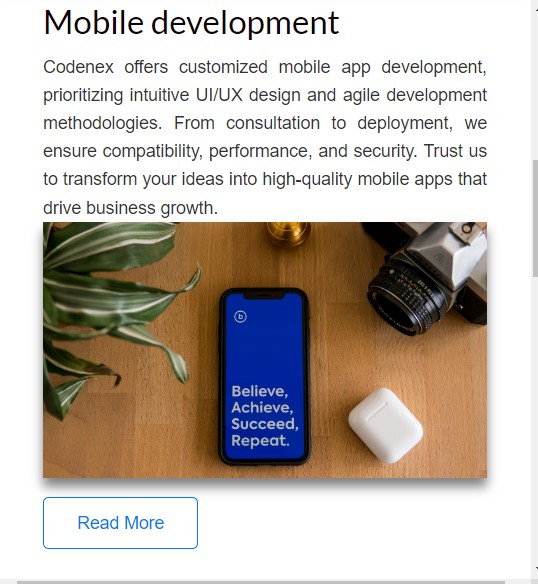 Mobile development
Codenex offers customized mobile app development,
prioritizing intuitive UI/UX design and agile development
methodologies. From consultation to deployment, we
ensure compatibility, performance, and security. Trust us
to transform your ideas into high-quality mobile apps that
drive business growth.
b
Believe,
Achieve,
Succeed,
Repeat.
Read More